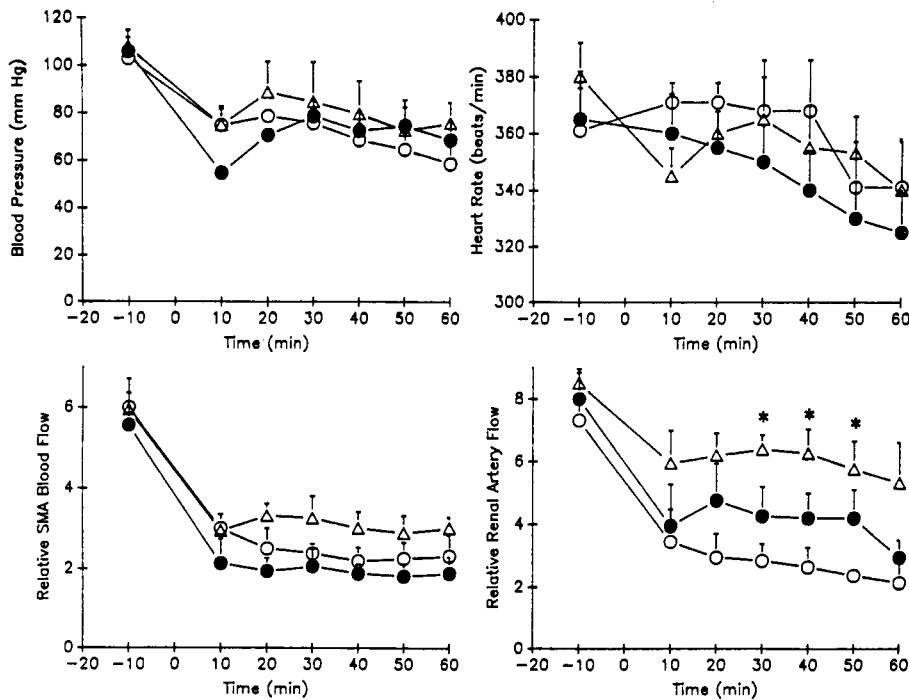 120
100
80
60
40
20
0
Blood Pressure (mm Hg)
-20 -10 0 10 20 30 40 50 60
Time (min)
400
380
360
340
320
300
Heart Rate (beats/min)
-20 -10 0 10 20 30 40 50 60
Time (min)
6
4
2
0
Relative SMA Blood Flow
-20 -10 0 10 20 30 40 50 60
Time (min)
8
6
4
2
0
Relative Renal Artery Flow
* * *
-20 -10 0 10 20 30 40 50 60
Time (min)